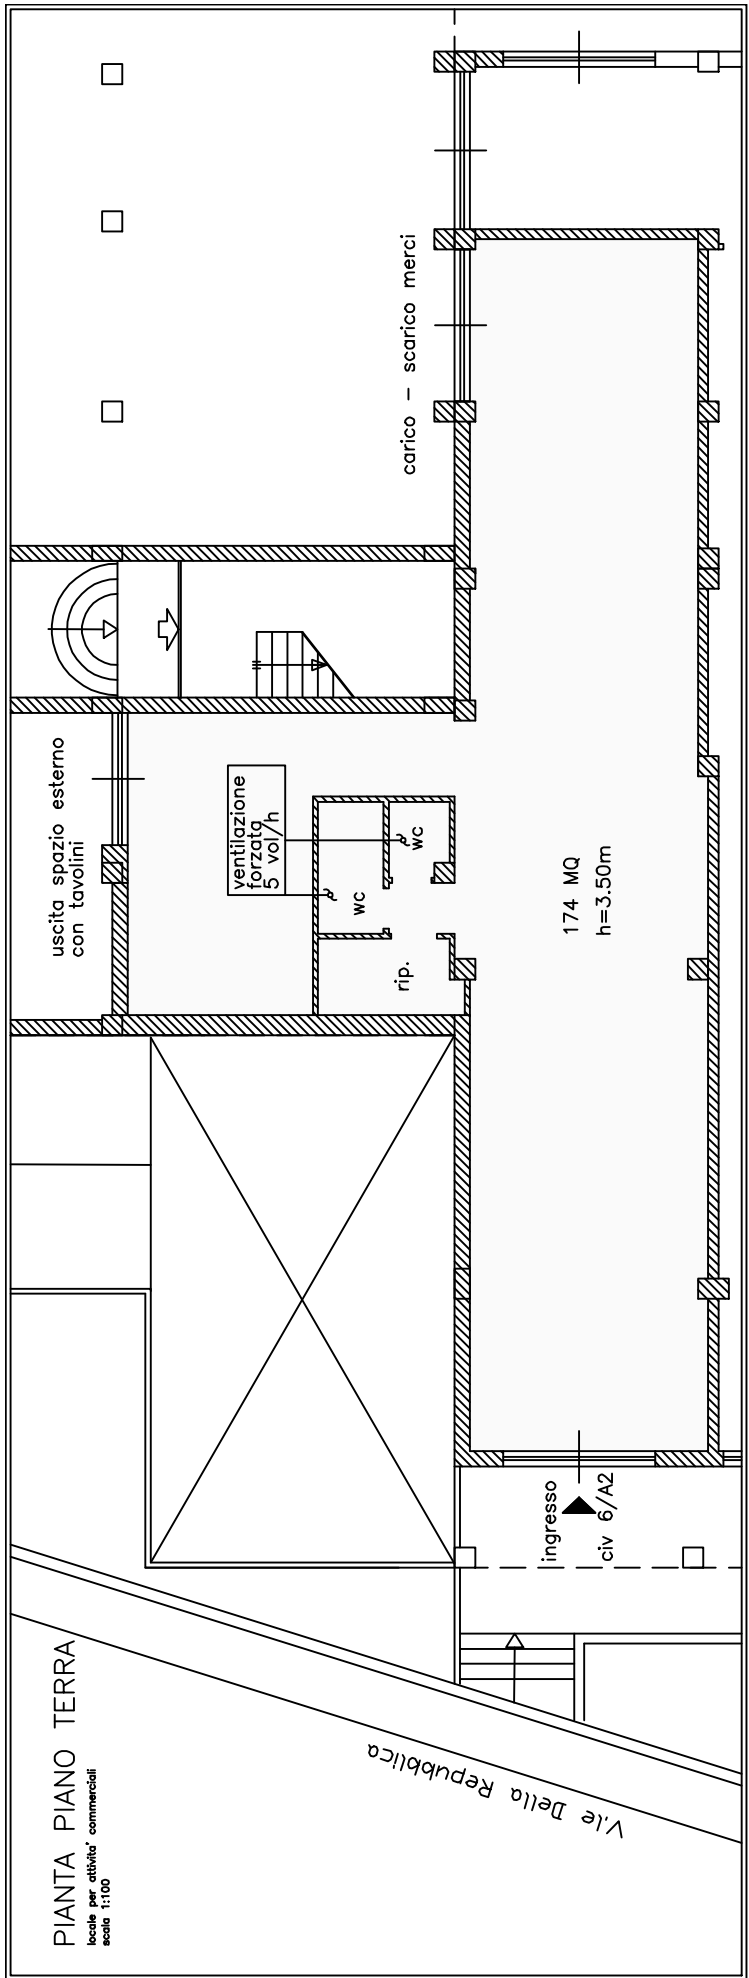 PIANTA PIANO TERRA
locale per attivita' commerciali
scala 1:100
V.le Della Repubblica
ingresso
civ 6/A2
uscita spazio esterno
con tavolini
ventilazione
forzata
5 vol/h
wc
wc
rip.
174 MQ
h=3.50m
carico - scarico merci